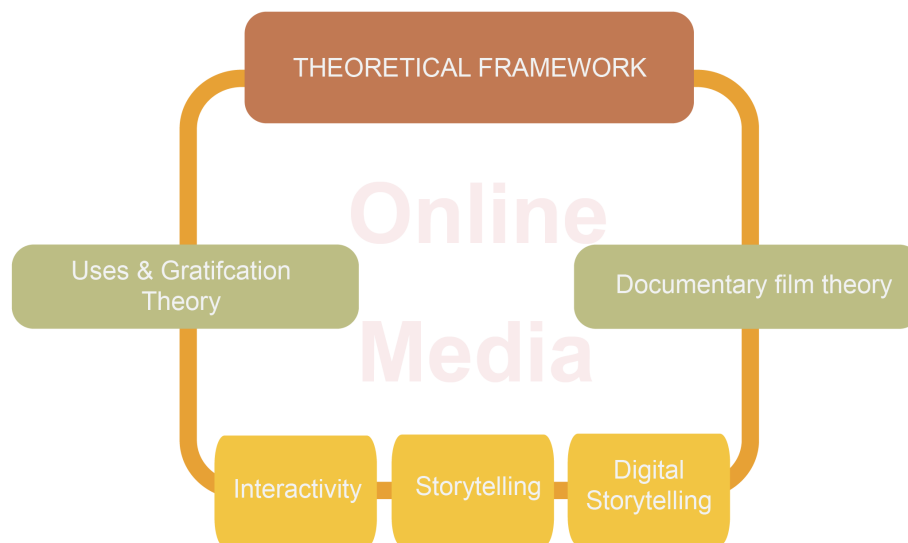 THEORETICAL FRAMEWORK
Online
Uses & Gratifcation
Theory
Documentary film theory
Media
Interactivity
Storytelling
Digital
Storytelling